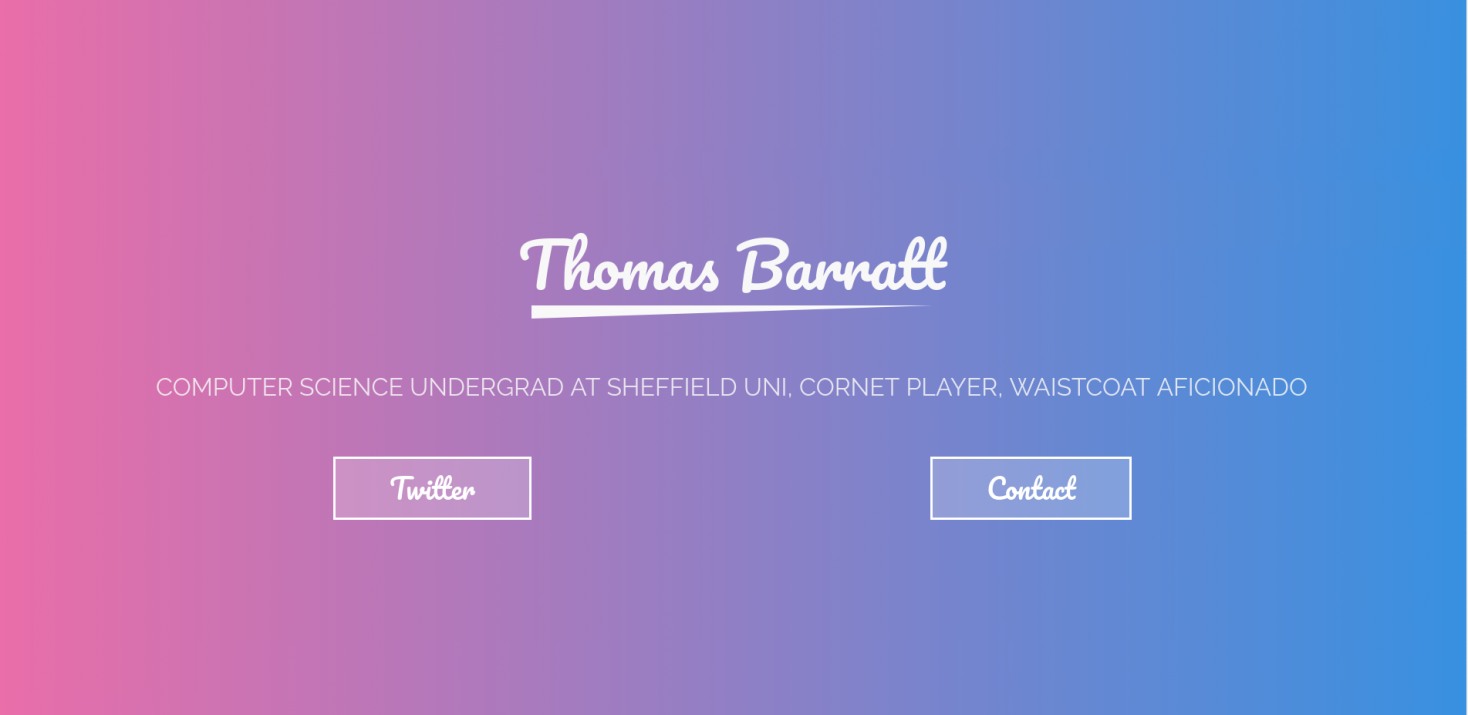 Thomas Barratt
COMPUTER SCIENCE UNDERGRAD AT SHEFFIELD UNI, CORNET PLAYER, WAISTCOAT AFICIONADO
Twitter
Contact